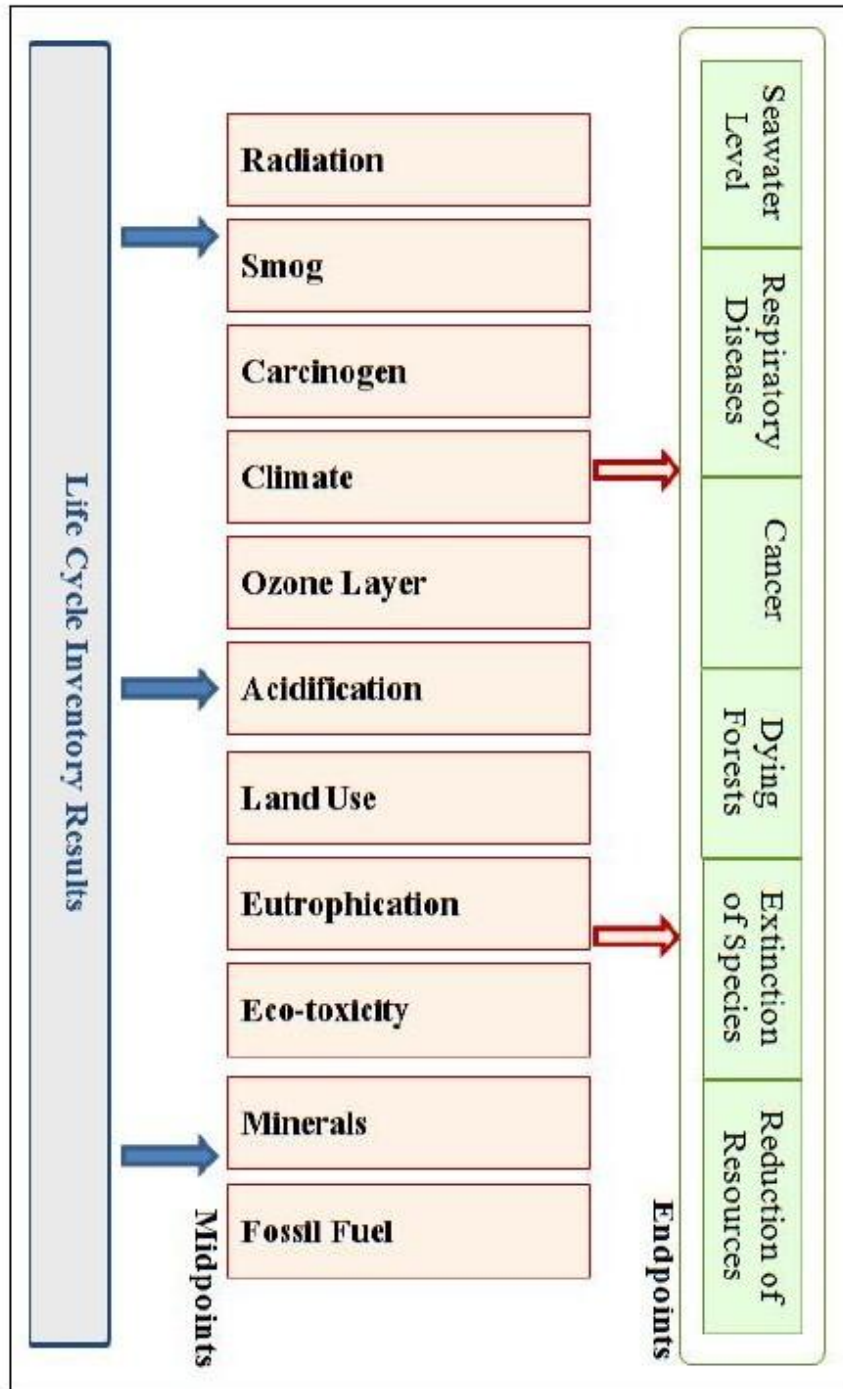 Life Cycle Inventory Results
Radiation
Smog
Carcinogen
Climate
Ozone Layer
Acidification
Land Use
Eutrophication
Eco-toxicity
Minerals
Fossil Fuel
Midpoints
Endpoints
Seawater
Level
Respiratory
Diseases
Cancer
Dying
Forests
Extinction
of Species
Reduction of
Resources